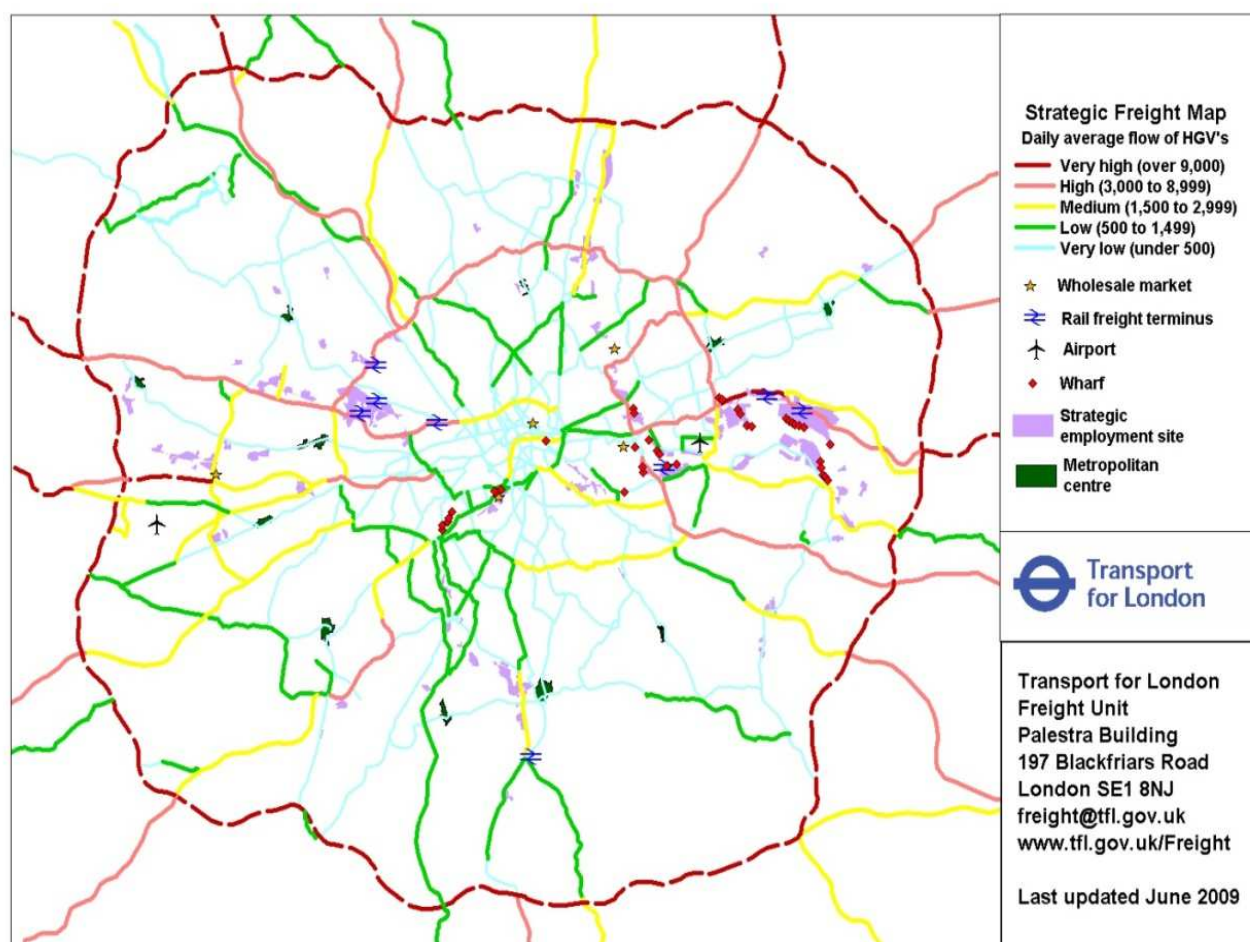 Strategic Freight Map
Daily average flow of HGV's
Very high (over 9,000)
High (3,000 to 8,999)
Medium (1,500 to 2,999)
Low (500 to 1,499)
Very low (under 500)
Wholesale market
Rail freight terminus
Airport
Wharf
Strategic
employment site
Metropolitan
centre
Transport
for London
Transport for London
Freight Unit
Palestra Building
197 Blackfriars Road
London SE1 8NJ
freight@tfl.gov.uk
www.tfl.gov.uk/Freight
Last updated June 2009